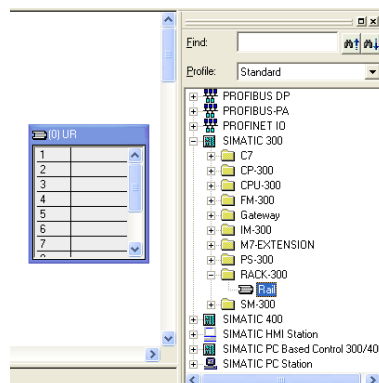 Find:
Profile:
Standard
PROFIBUS DP
PROFIBUS-PA
PROFINET IO
SIMATIC 300
C7
CP-300
CPU-300
FM-300
Gateway
IM-300
M7-EXTENSION
PS-300
RACK-300
Rail
SM-300
SIMATIC 400
SIMATIC HMI Station
SIMATIC PC Based Control 300/40
SIMATIC PC Station
(0) UR
1
2
3
4
5
6
7